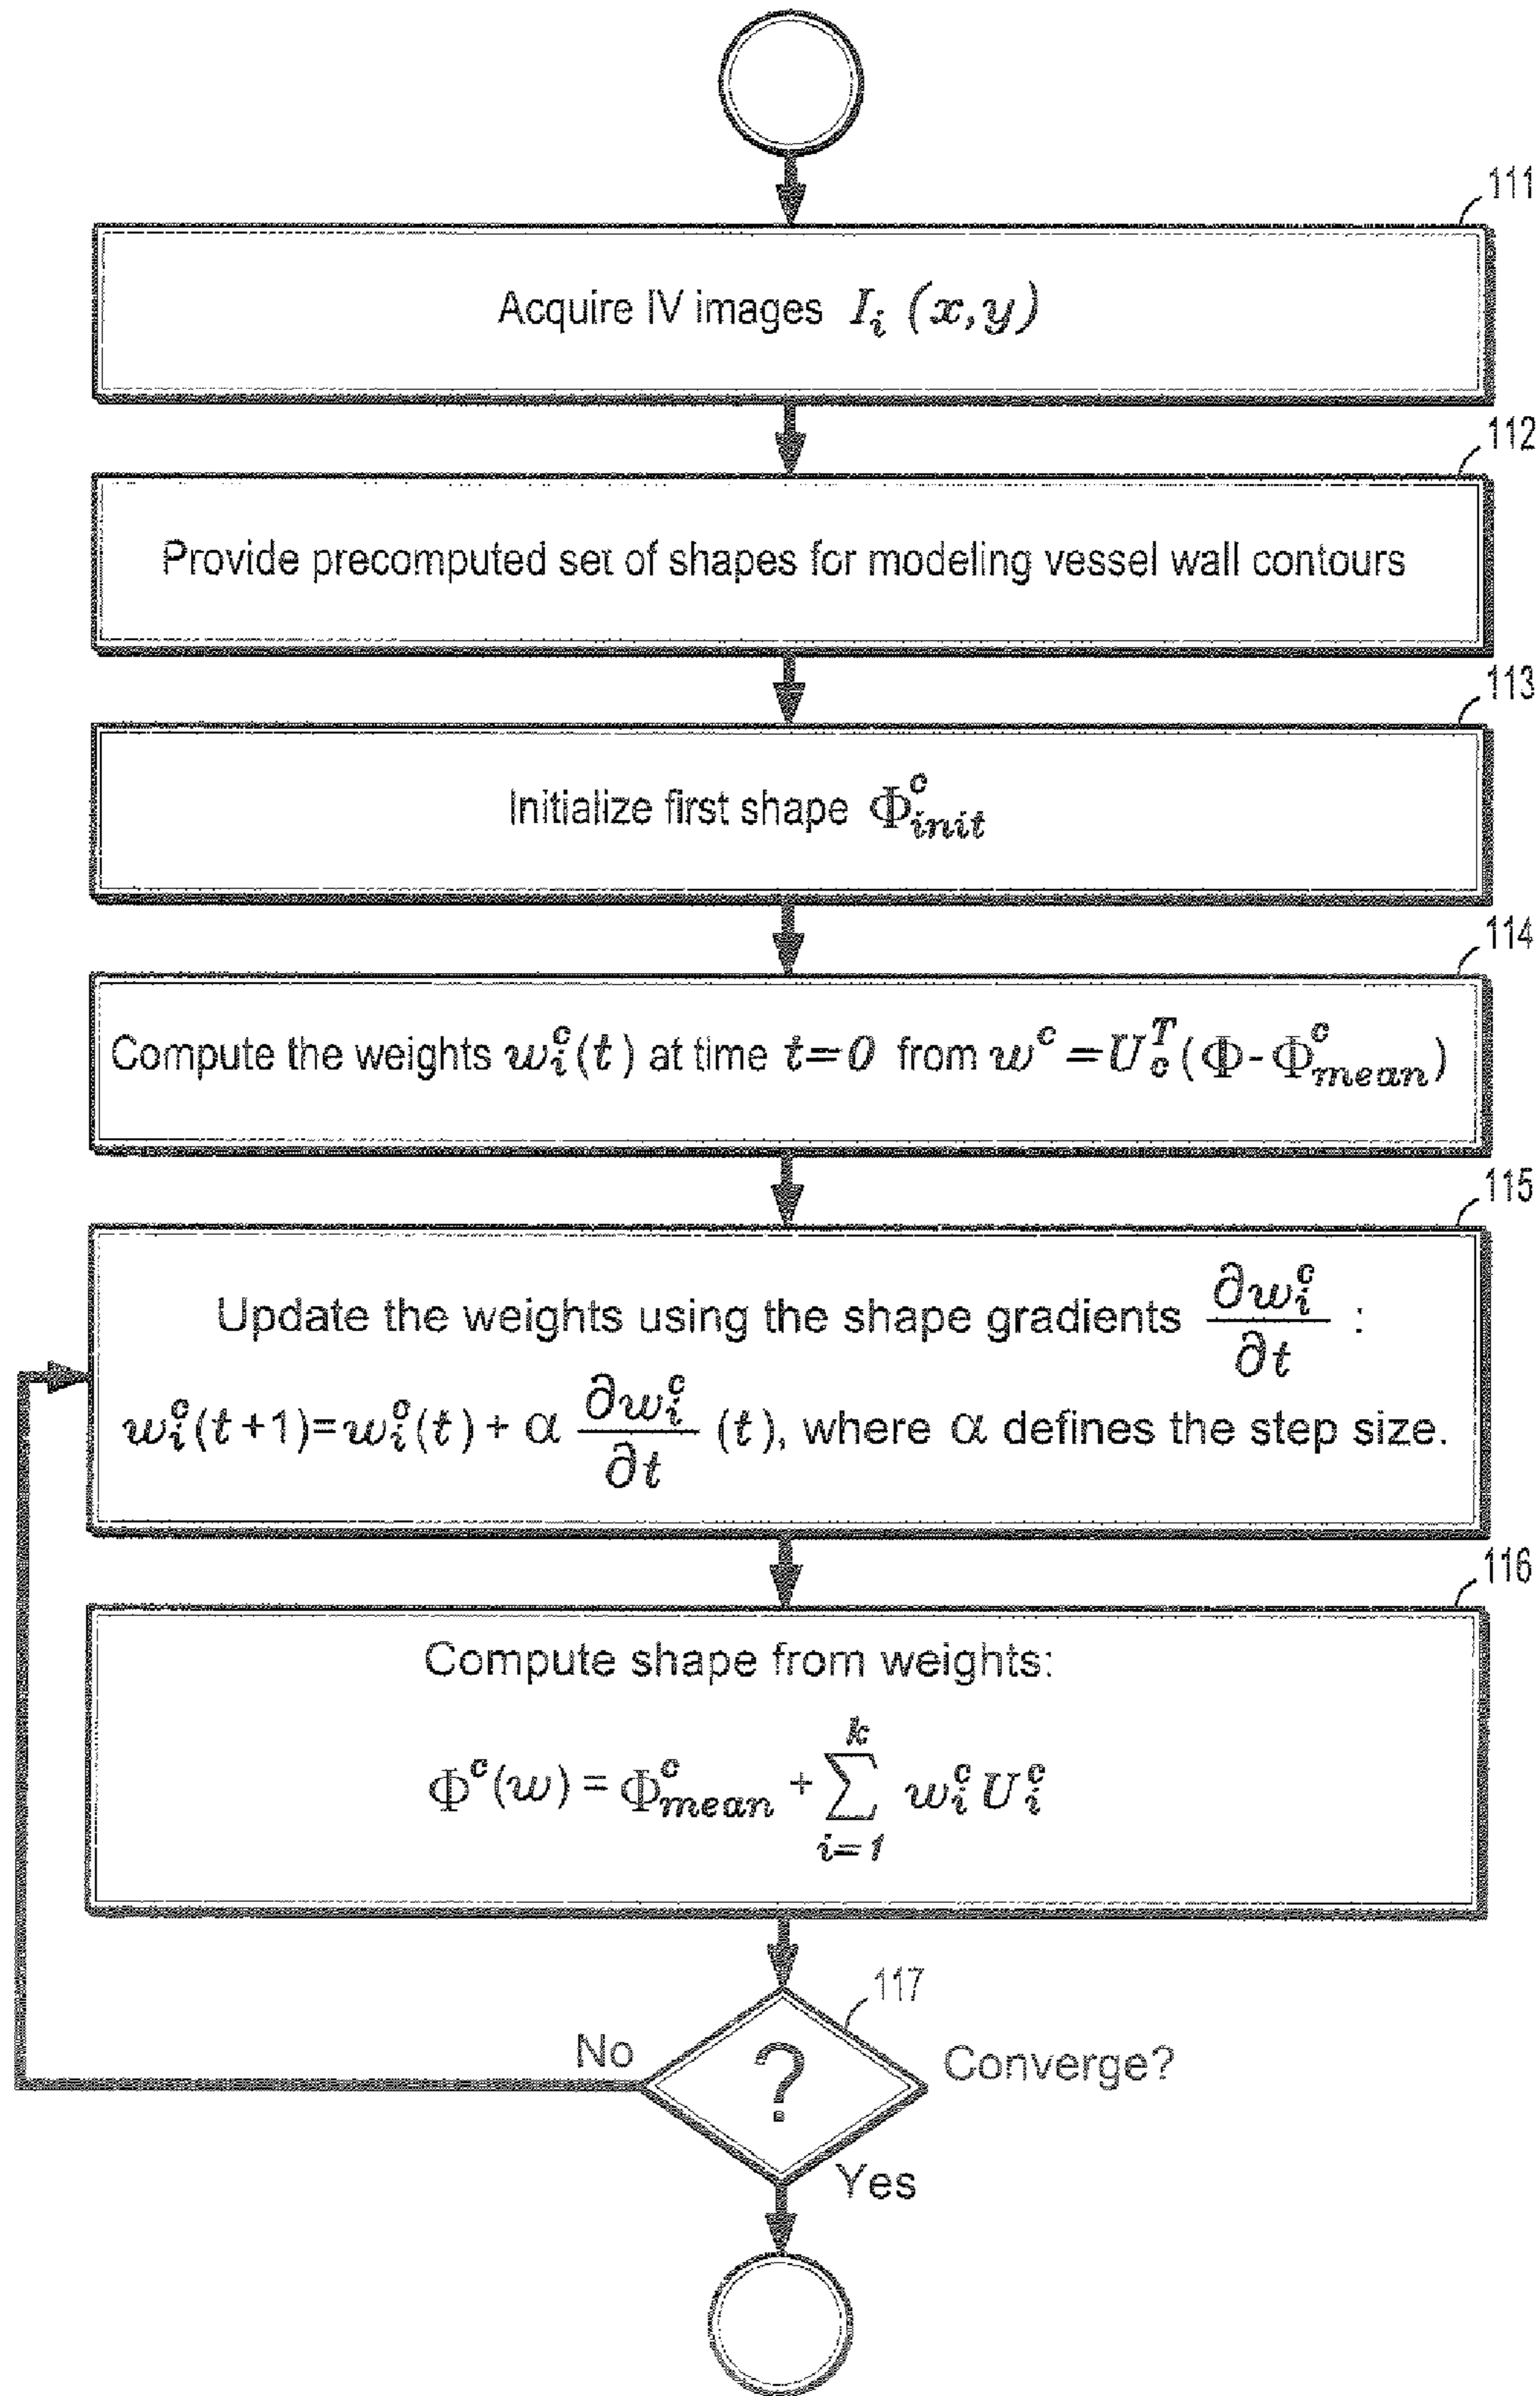 111
Acquire IV images I_i (x,y)
112
Provide precomputed set of shapes for modeling vessel wall contours
113
Initialize first shape Φ^c_init
114
Compute the weights w^c_i(t) at time t=0 from w^c = U^T_c(Φ-Φ^c_mean)
115
Update the weights using the shape gradients ∂w^c_i/∂t :
w^c_i(t+1)=w^c_i(t)+ α ∂w^c_i/∂t (t), where α defines the step size.
116
Compute shape from weights:
Φ^c(w) = Φ^c_mean + ∑_{i=1}^{k} w^c_i U^c_i
117
No
?
Converge?
Yes